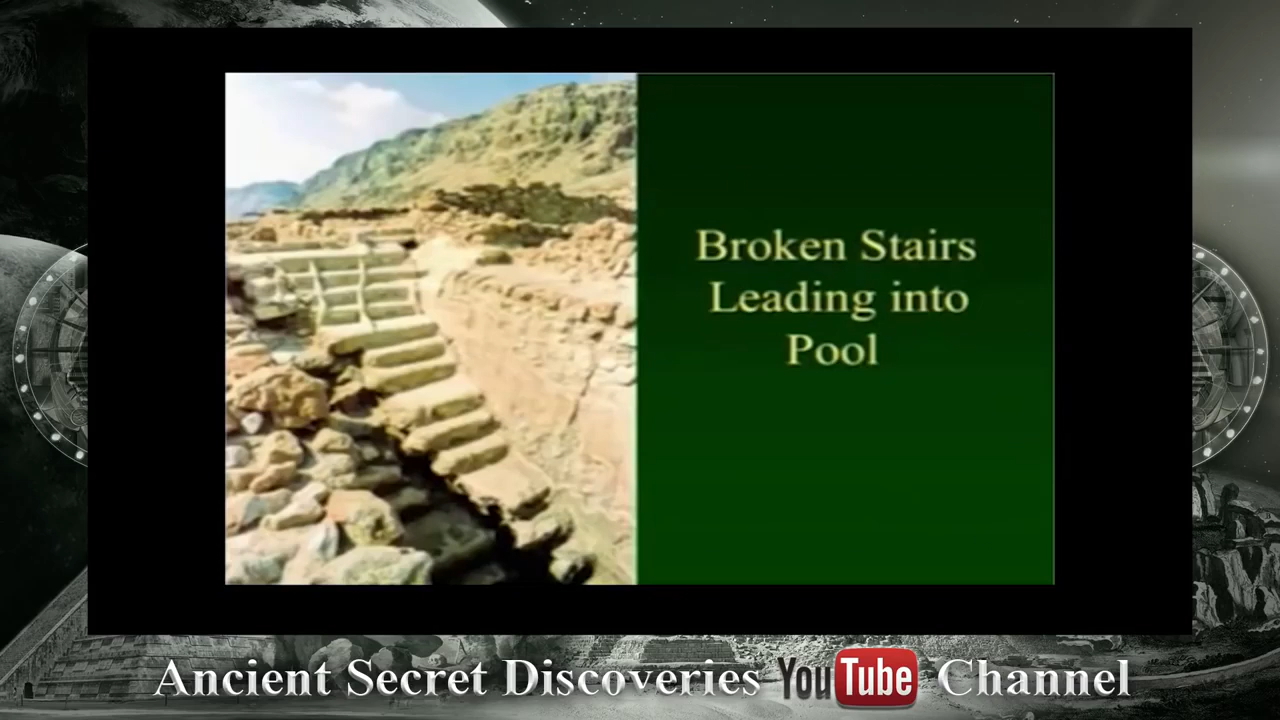 Broken Stairs
Leading into
Pool
Ancient Secret Discoveries YouTube Channel